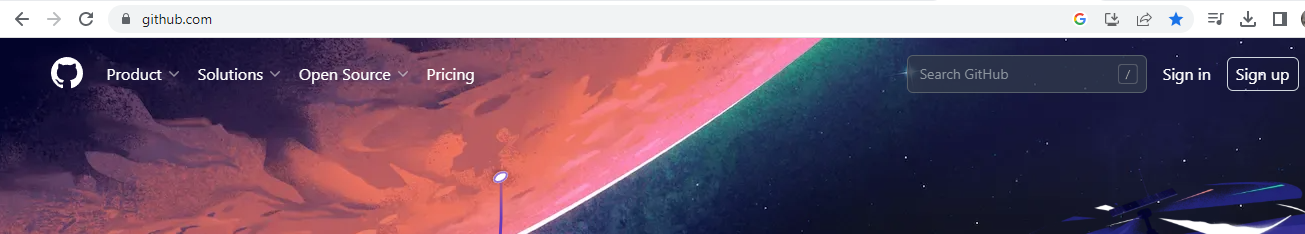 github.com
Product Solutions Open Source Pricing Search GitHub / Sign in Sign up